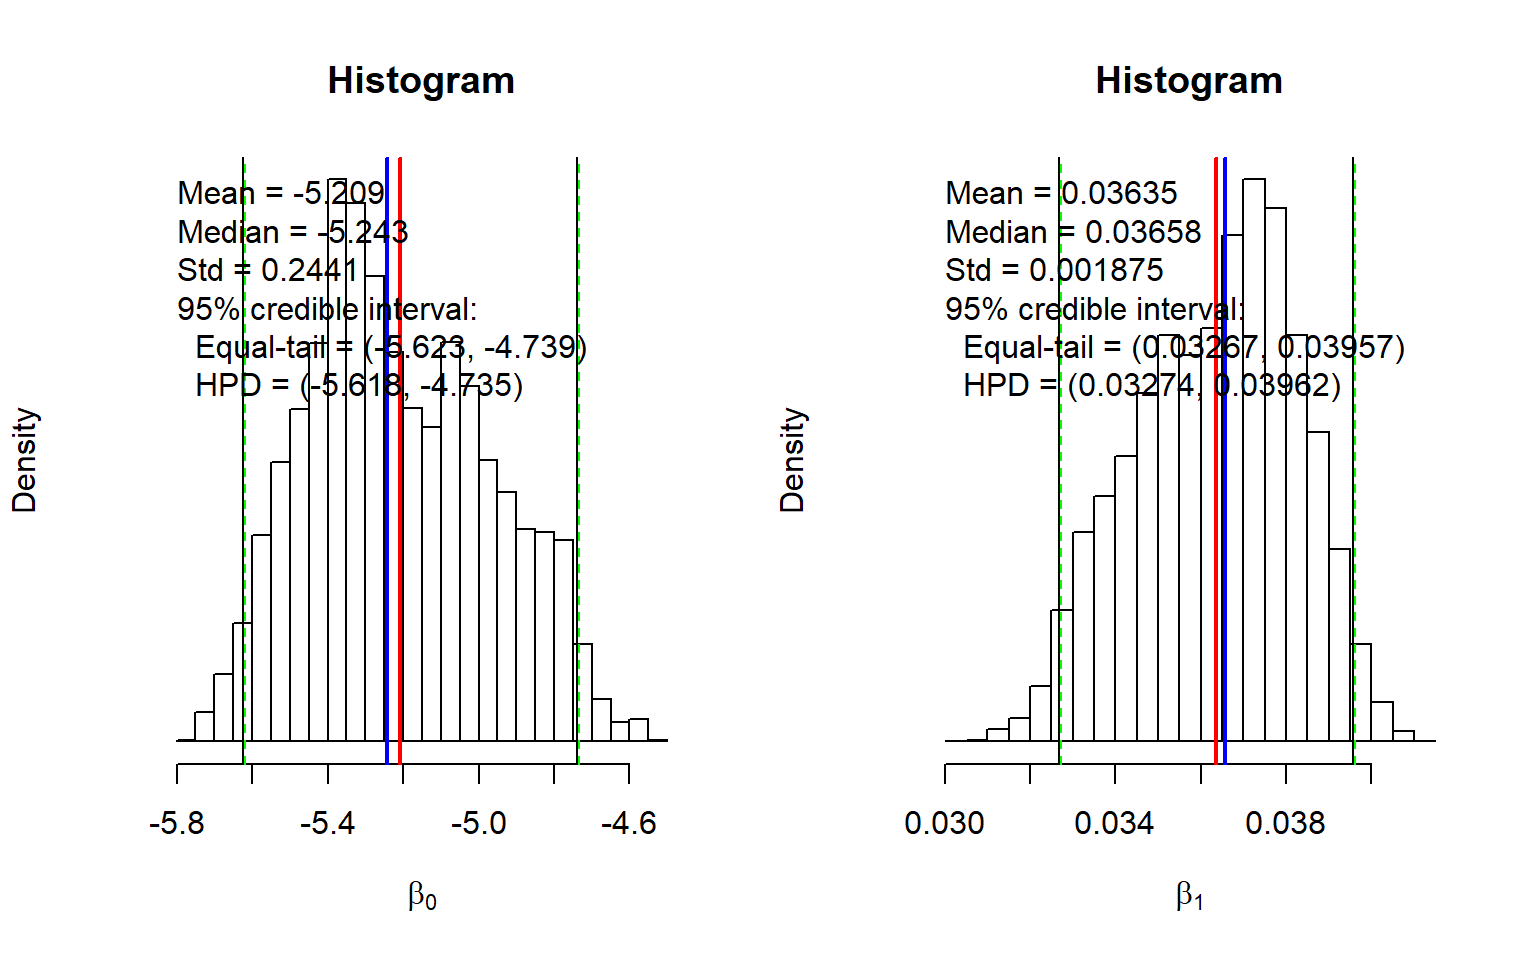 Histogram
Mean = -5.209
Median = -5.243
Std = 0.2441
95% credible interval:
Equal-tail = (-5.623, -4.739)
HPD = (-5.618, -4.735)
Density
-5.8 -5.4 -5.0 -4.6
β0
Histogram
Mean = 0.03635
Median = 0.03658
Std = 0.001875
95% credible interval:
Equal-tail = (0.03267, 0.03957)
HPD = (0.03274, 0.03962)
Density
0.030 0.034 0.038
β1